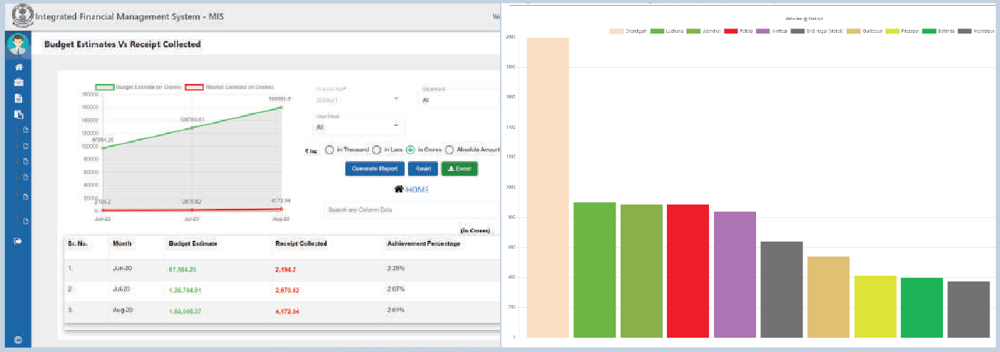 Integrated Financial Management System - MIS
Budget Estimates Vs Receipt Collected
Budget Estimate (in Crores) Receipt Collected (in Crores)
180000
160000
140000
120000
100000
80000
60000
40000
20000
0
97564.25
128784.81
160005.3
2194.2
2670.62
4172.94
Jun-20 Jul-20 Aug-20
Financial Year*
Department
All
Major Head
All
₹ In: in Thousand in Lacs in Crores Absolute Amount
Generate Report Reset Excel
HOME
Search any Column Data
(in Crores)
Sr. No. Month Budget Estimate Receipt Collected Achievement Percentage
1. Jun-20 97,564.25 2,194.2 2.25%
2. Jul-20 1,28,784.81 2,670.62 2.07%
3. Aug-20 1,60,005.37 4,172.94 2.61%
Vehicles @ District
Chandigarh Ludhiana Jalandhar Patiala Amritsar SAS Nagar (Mohali) Gurdaspur Firozepur Bathinda Hoshiarpur
2000
1800
1600
1400
1200
1000
800
600
400
200
0